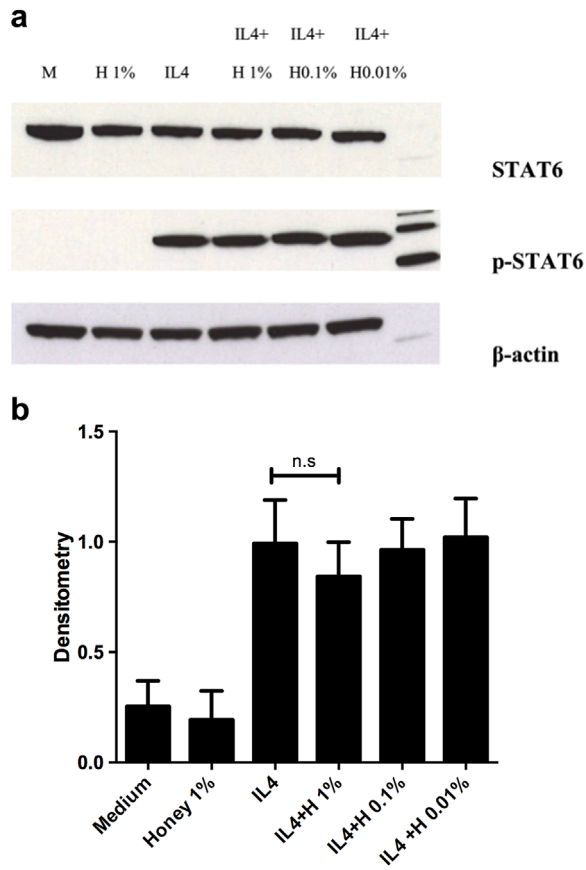 a
IL4+ IL4+ IL4+
M H 1% IL4 H 1% H0.1% H0.01%
STAT6
p-STAT6
β-actin
b
Densitometry
1.5
1.0
0.5
0.0
n.s
Medium
Honey 1%
IL4
IL4+H 1%
IL4+H 0.1%
IL4 +H 0.01%